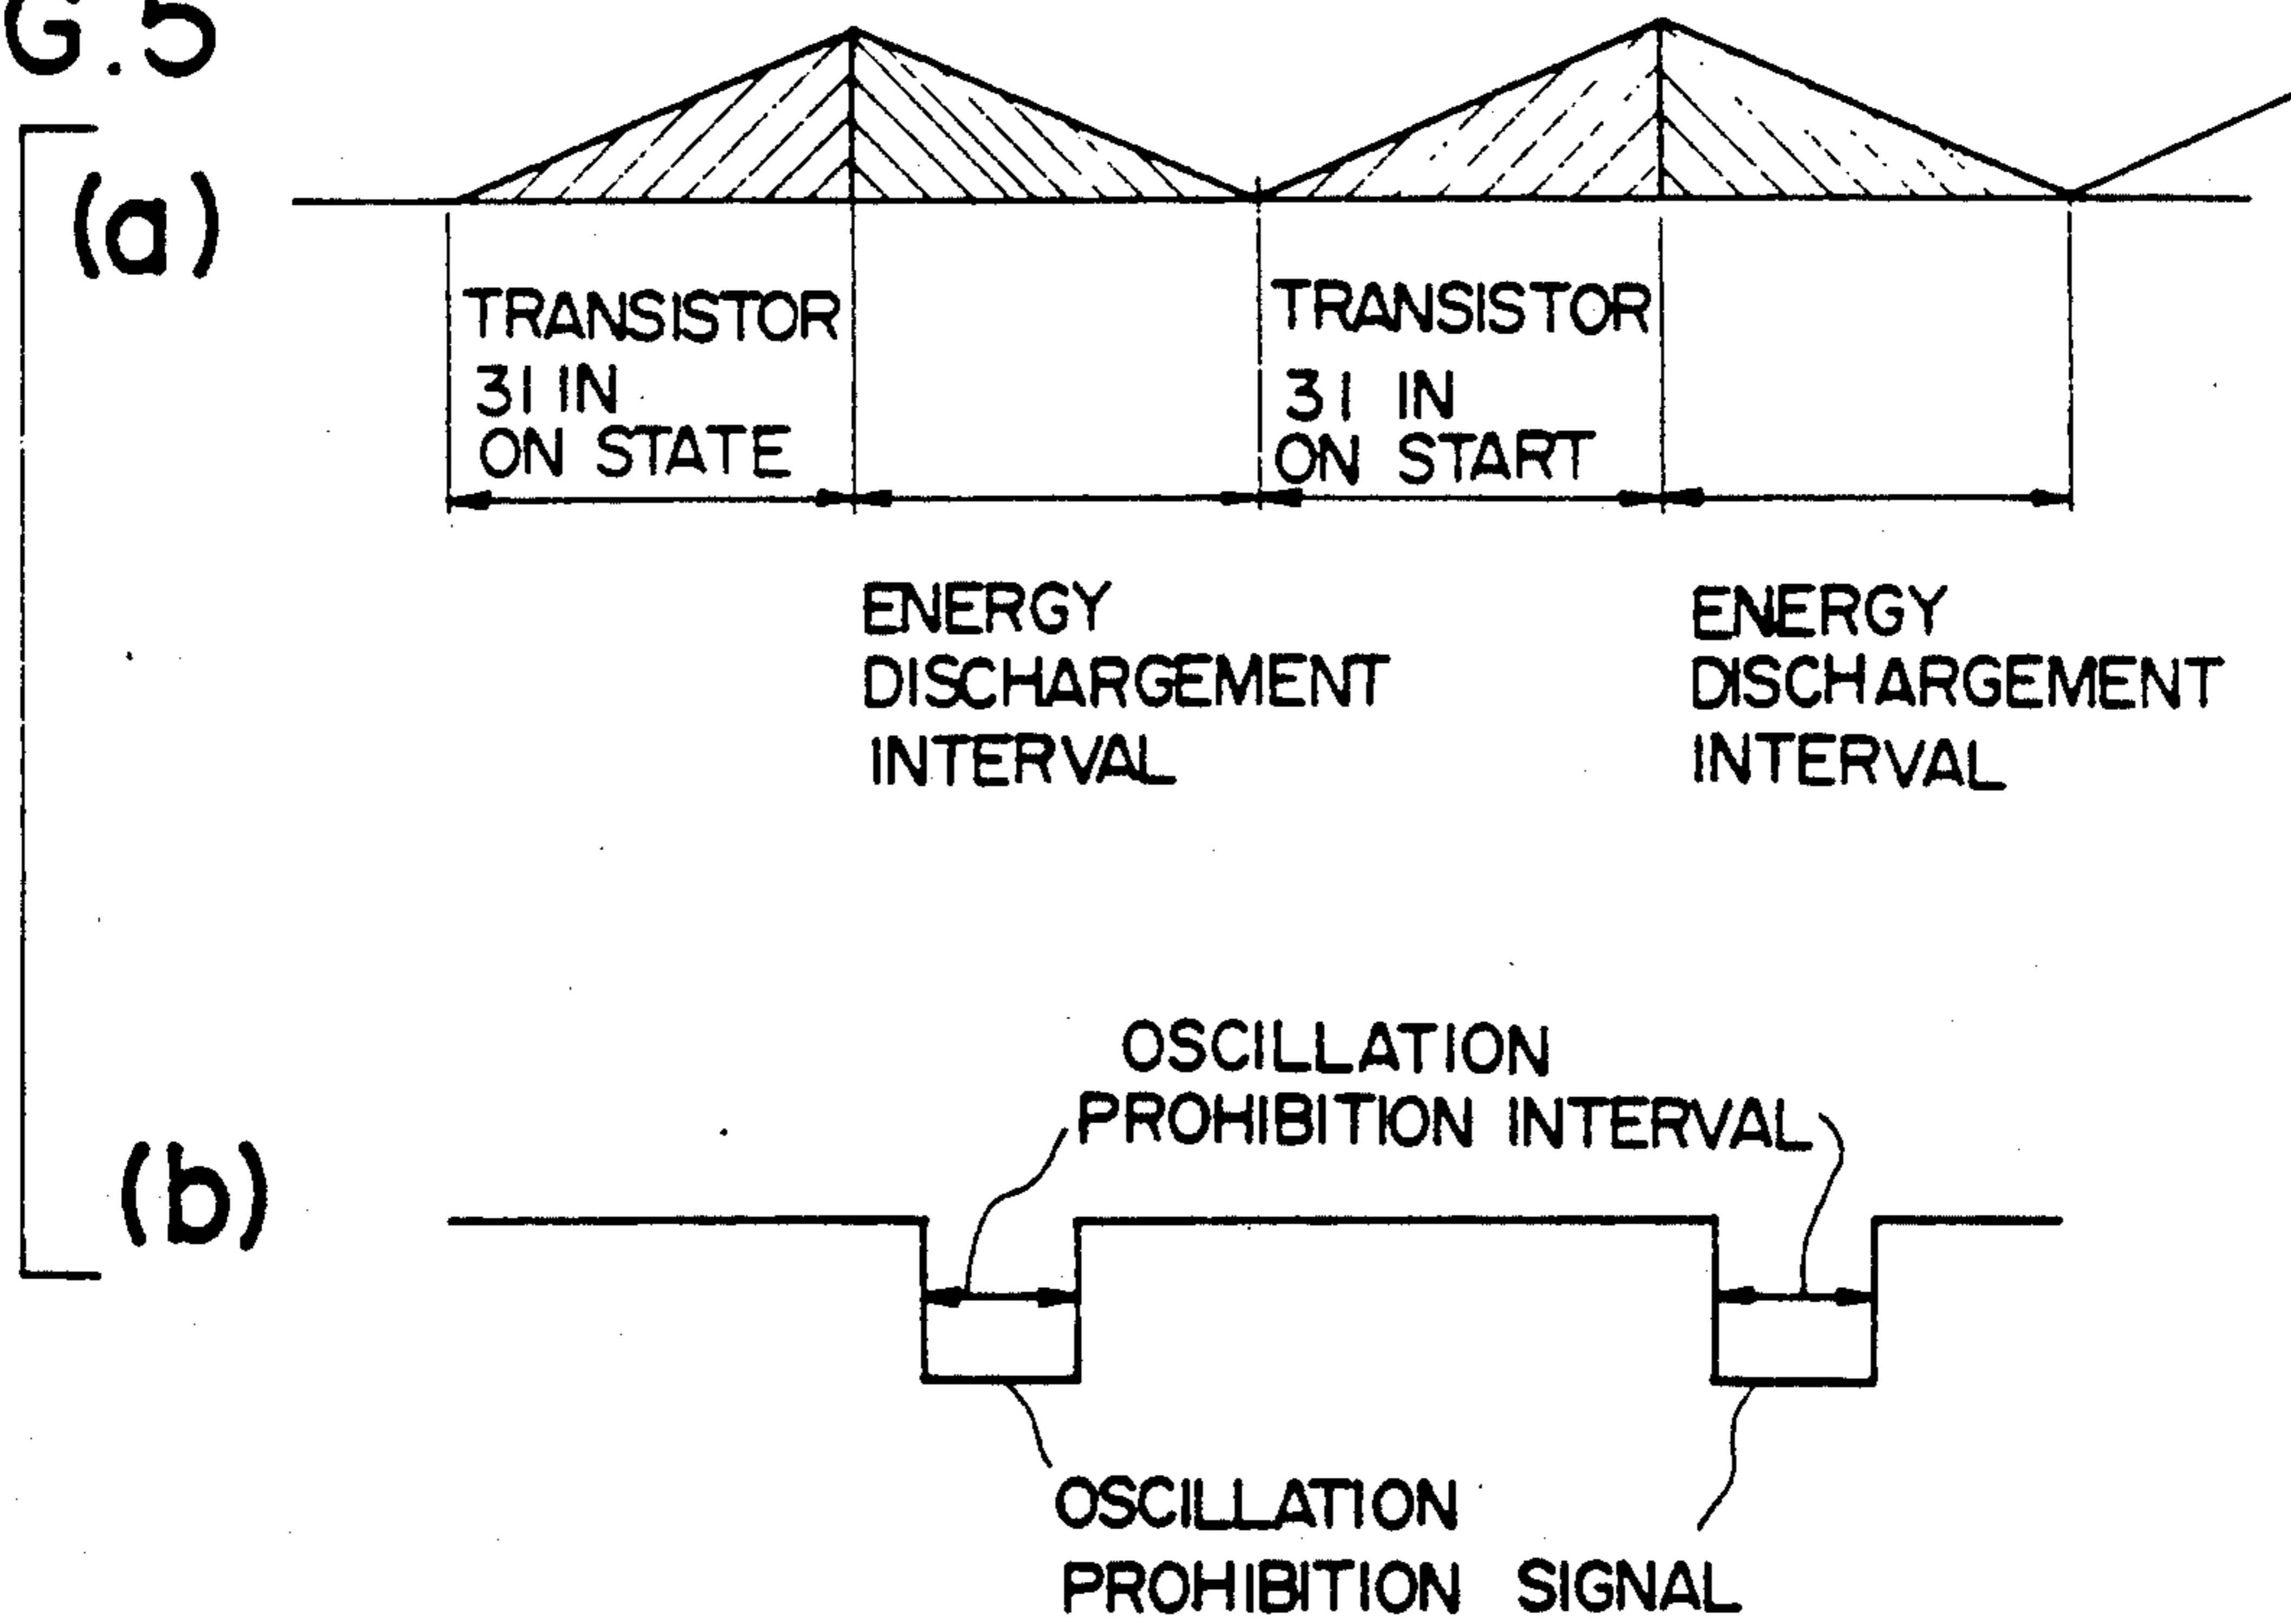 G.5
(a)
TRANSISTOR
31 IN
ON STATE
TRANSISTOR
31 IN
ON START
ENERGY
DISCHARGEMENT
INTERVAL
ENERGY
DISCHARGEMENT
INTERVAL
(b)
OSCILLATION
PROHIBITION INTERVAL
OSCILLATION
PROHIBITION SIGNAL